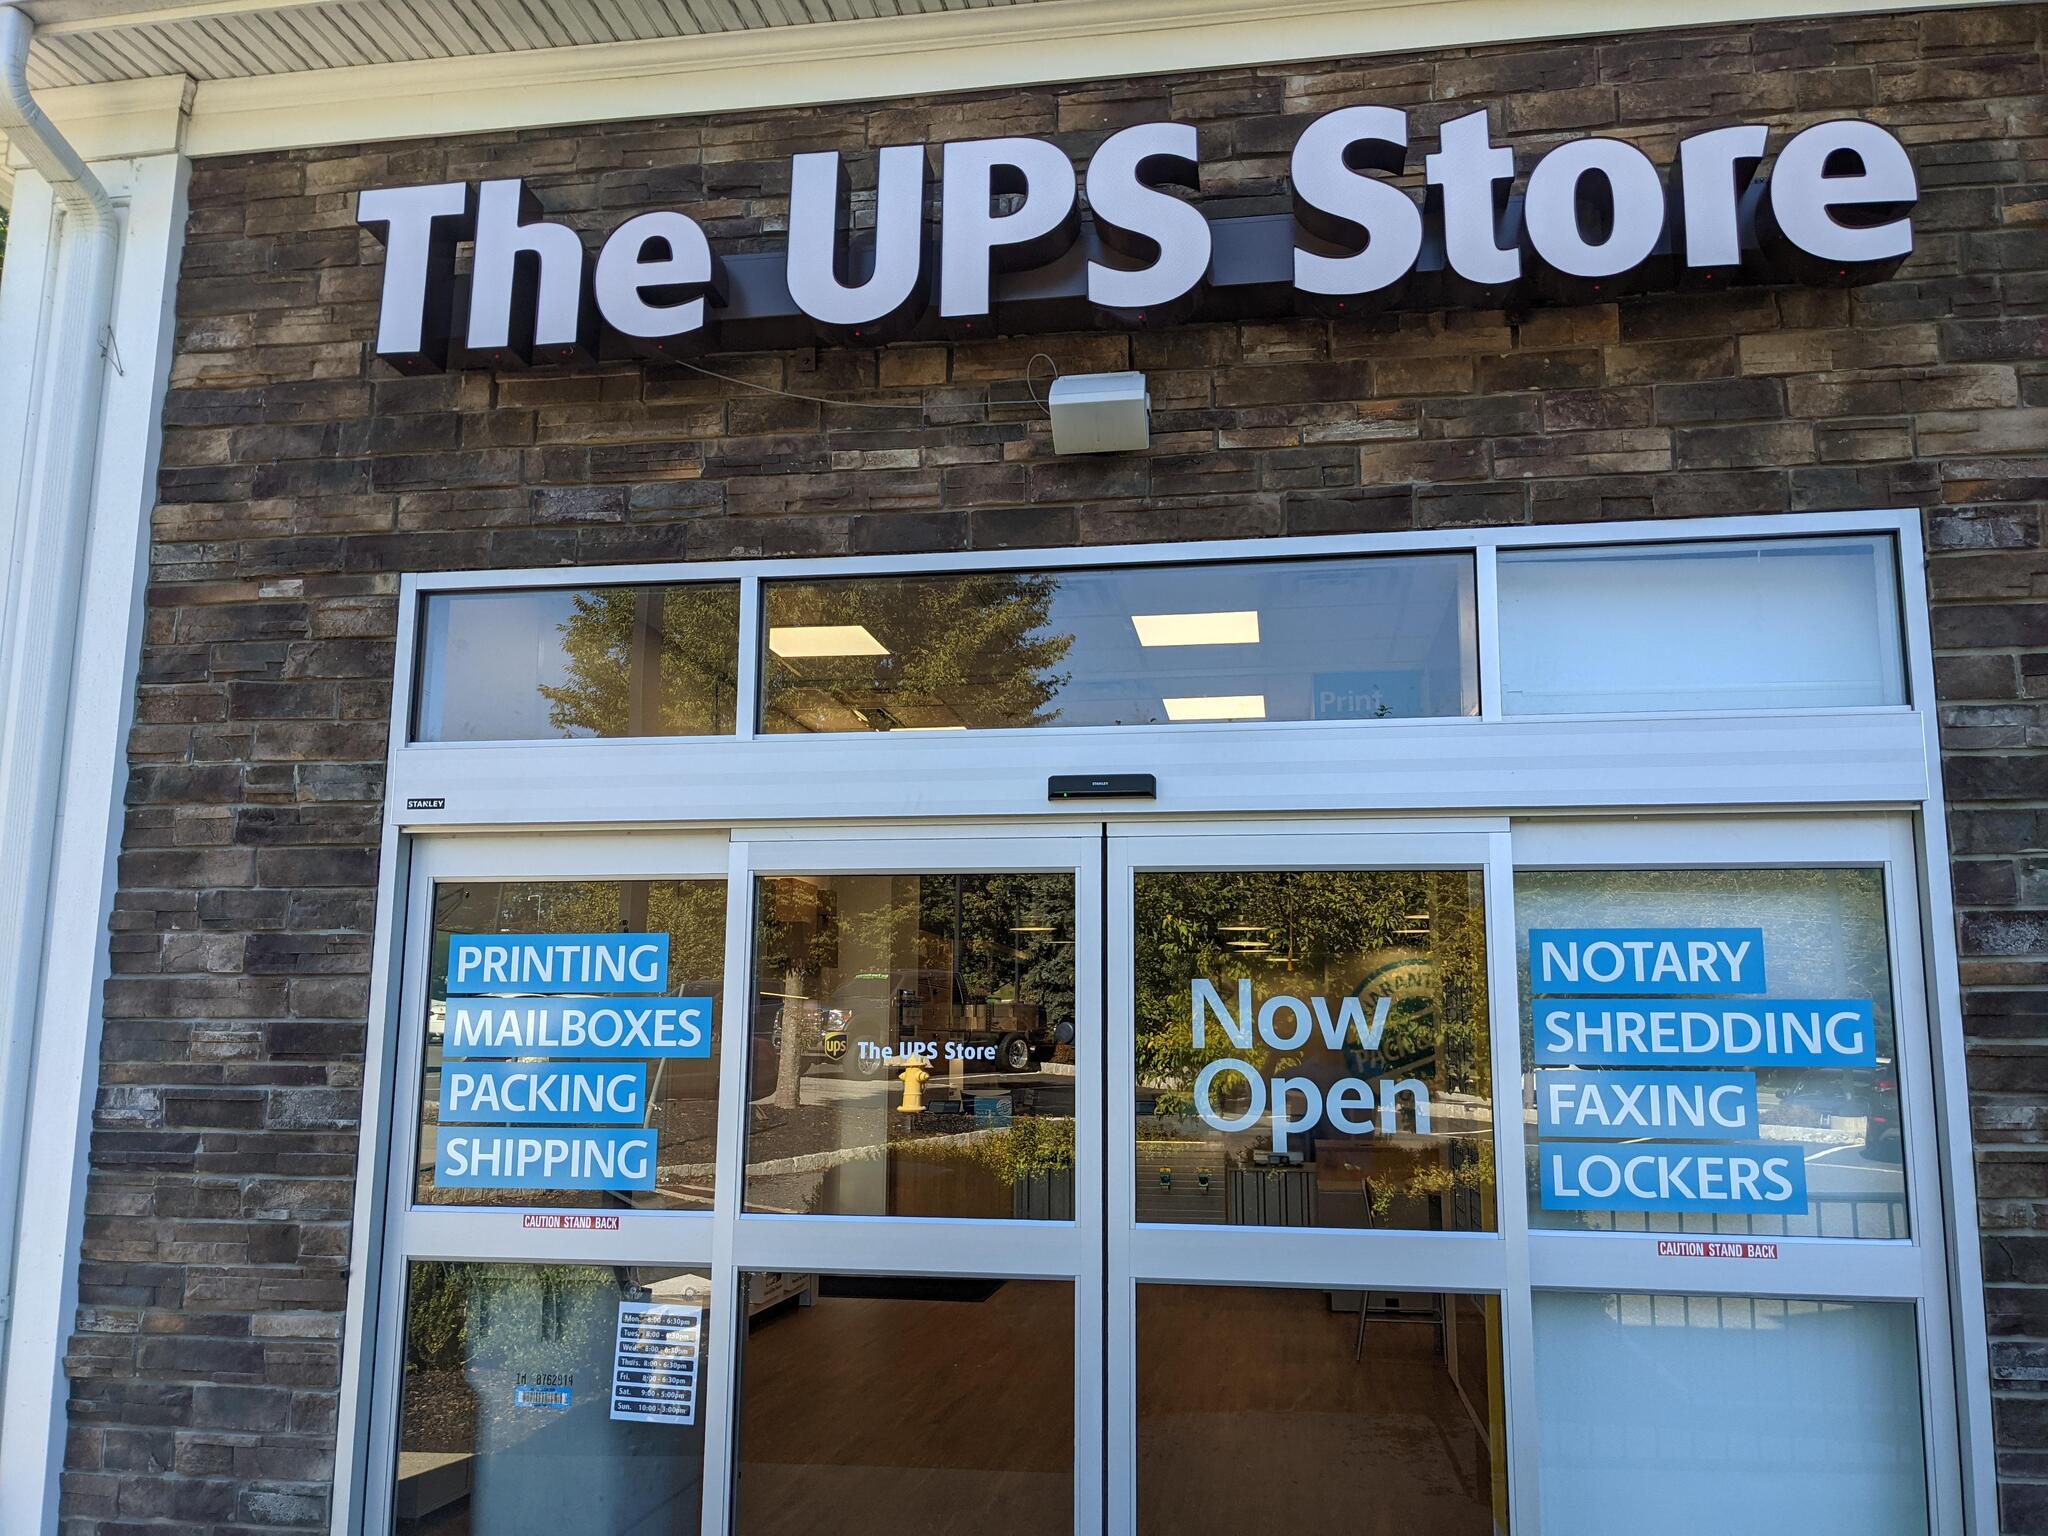 The UPS Store
Print
STANLEY
STANLEY
PRINTING
MAILBOXES
PACKING
SHIPPING
ups The UPS Store
Now
Open
NOTARY
SHREDDING
FAXING
LOCKERS
CAUTION STAND BACK
CAUTION STAND BACK
Mon. 8:00 - 6:30pm
Tues. 8:00 - 6:30pm
Wed. 8:00 - 6:30pm
Thurs. 8:00 - 6:30pm
Fri. 8:00 - 6:30pm
Sat. 9:00 - 5:00pm
Sun. 10:00 - 3:00pm